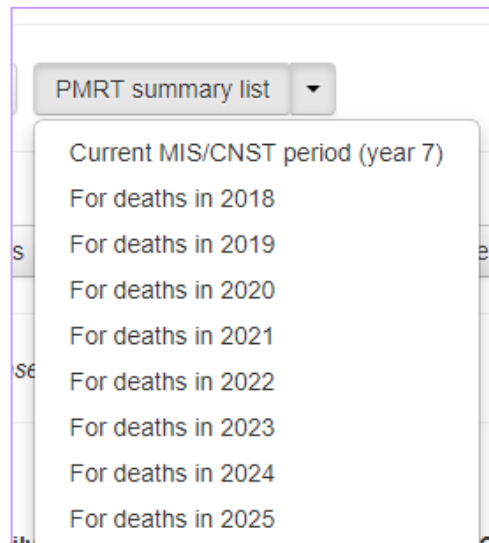 PMRT summary list
Current MIS/CNST period (year 7)
For deaths in 2018
s
For deaths in 2019
e
For deaths in 2020
For deaths in 2021
se
For deaths in 2022
For deaths in 2023
For deaths in 2024
For deaths in 2025